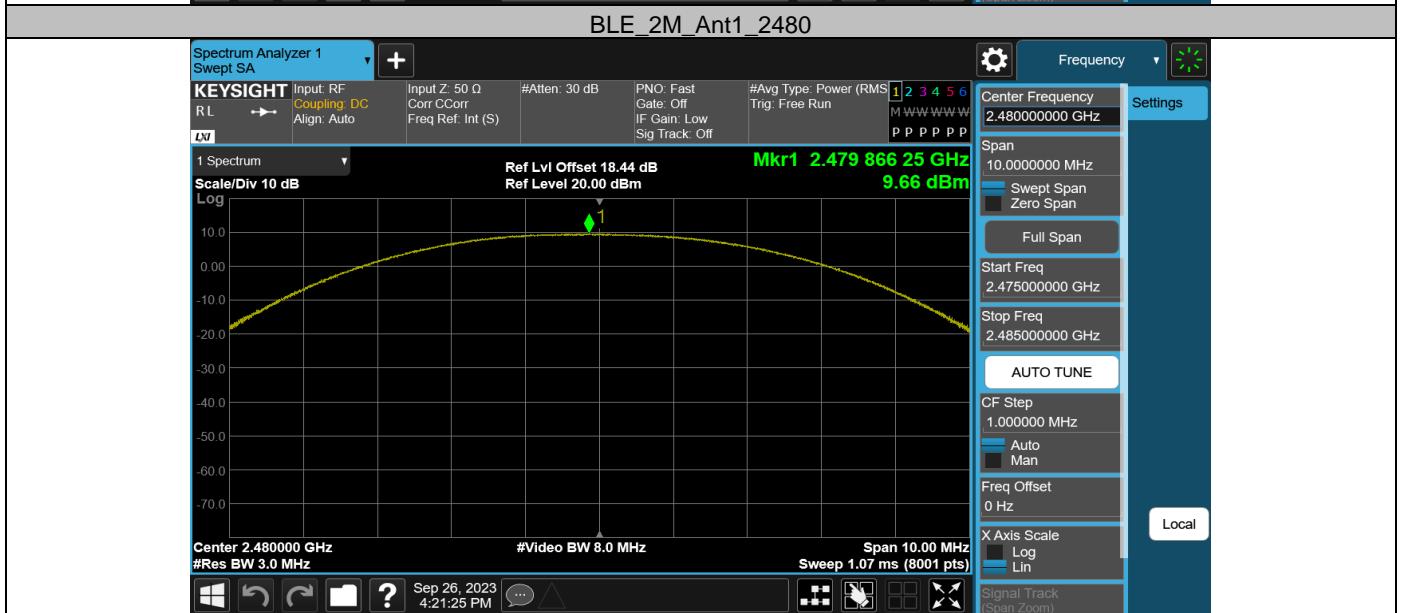 BLE_2M_Ant1_2480
Spectrum Analyzer 1
Swept SA
+
Frequency
KEYSIGHT
RL
LXI
Input: RF
Coupling: DC
Align: Auto
Input Z: 50 Ω
Corr CCorr
Freq Ref: Int (S)
#Atten: 30 dB
PNO: Fast
Gate: Off
IF Gain: Low
Sig Track: Off
#Avg Type: Power (RMS
Trig: Free Run
1 2 3 4 5 6
M W W W W W
P P P P P P
Center Frequency
2.480000000 GHz
Settings
1 Spectrum
Scale/Div 10 dB
Ref Lvl Offset 18.44 dB
Ref Level 20.00 dBm
Mkr1 2.479 866 25 GHz
9.66 dBm
Log
1
10.0
0.00
-10.0
-20.0
-30.0
-40.0
-50.0
-60.0
-70.0
Center 2.480000 GHz
#Res BW 3.0 MHz
#Video BW 8.0 MHz
Span 10.00 MHz
Sweep 1.07 ms (8001 pts)
Span
10.0000000 MHz
Swept Span
Zero Span
Full Span
Start Freq
2.475000000 GHz
Stop Freq
2.485000000 GHz
AUTO TUNE
CF Step
1.000000 MHz
Auto
Man
Freq Offset
0 Hz
X Axis Scale
Log
Lin
Signal Track
(Span Zoom)
Local
?
Sep 26, 2023
4:21:25 PM